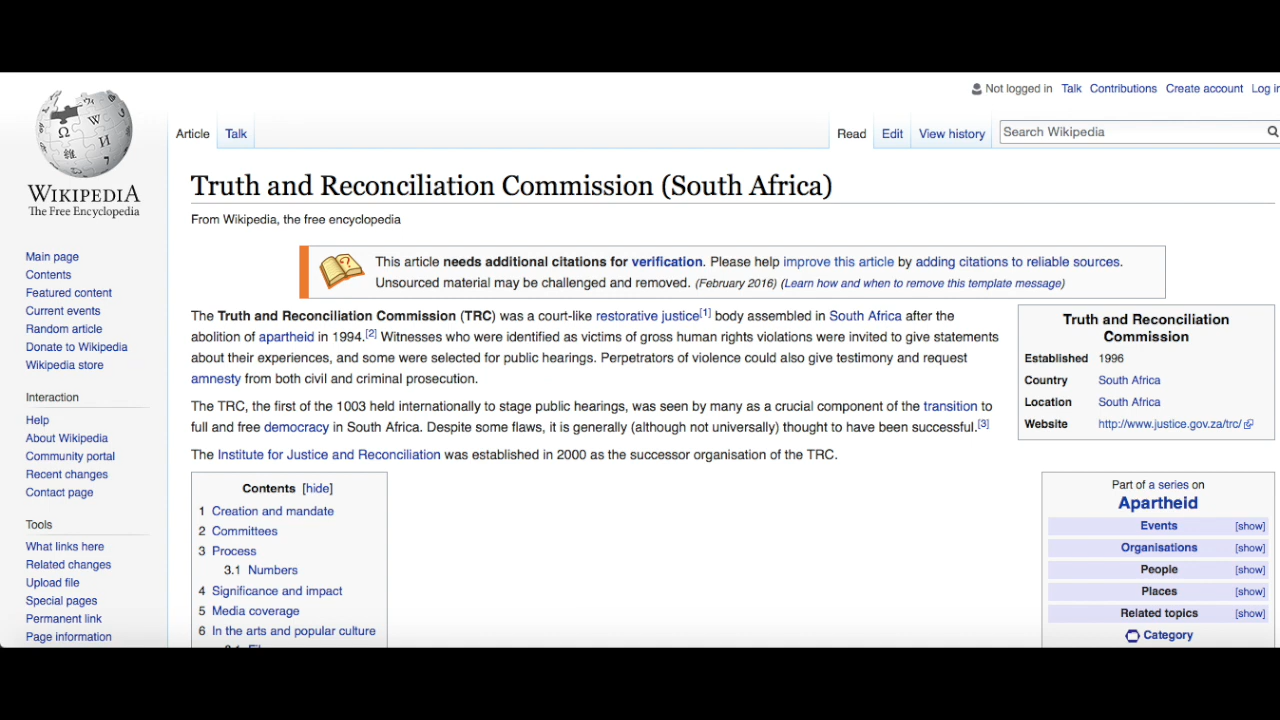 Not logged in Talk Contributions Create account Log in
Article Talk Read Edit View history Search Wikipedia
WIKIPEDIA
The Free Encyclopedia
Truth and Reconciliation Commission (South Africa)
From Wikipedia, the free encyclopedia
This article needs additional citations for verification. Please help improve this article by adding citations to reliable sources.
Unsourced material may be challenged and removed. (February 2016) (Learn how and when to remove this template message)
The Truth and Reconciliation Commission (TRC) was a court-like restorative justice[1] body assembled in South Africa after the
abolition of apartheid in 1994.[2] Witnesses who were identified as victims of gross human rights violations were invited to give statements
about their experiences, and some were selected for public hearings. Perpetrators of violence could also give testimony and request
amnesty from both civil and criminal prosecution.
The TRC, the first of the 1003 held internationally to stage public hearings, was seen by many as a crucial component of the transition to
full and free democracy in South Africa. Despite some flaws, it is generally (although not universally) thought to have been successful.[3]
The Institute for Justice and Reconciliation was established in 2000 as the successor organisation of the TRC.
Contents [hide]
1 Creation and mandate
2 Committees
3 Process
3.1 Numbers
4 Significance and impact
5 Media coverage
6 In the arts and popular culture
Truth and Reconciliation
Commission
Established 1996
Country South Africa
Location South Africa
Website http://www.justice.gov.za/trc/
Part of a series on
Apartheid
Events [show]
Organisations [show]
People [show]
Places [show]
Related topics [show]
Category
Main page
Contents
Featured content
Current events
Random article
Donate to Wikipedia
Wikipedia store
Interaction
Help
About Wikipedia
Community portal
Recent changes
Contact page
Tools
What links here
Related changes
Upload file
Special pages
Permanent link
Page information